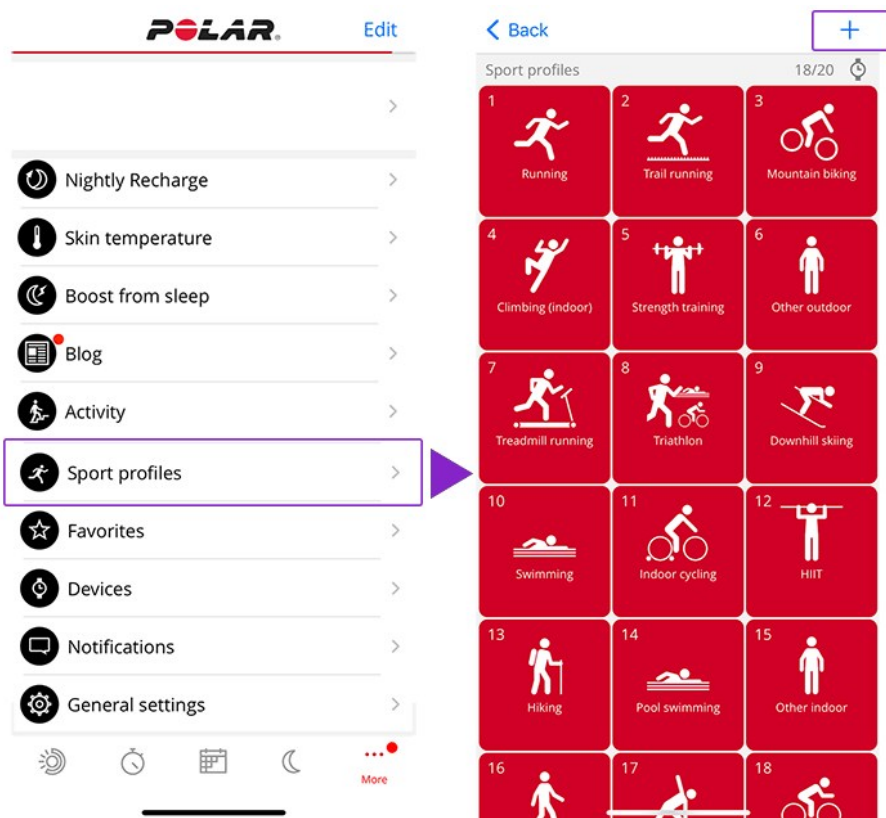 POLAR.
Edit
Nightly Recharge
Skin temperature
Boost from sleep
Blog
Activity
Sport profiles
Favorites
Devices
Notifications
General settings
More
Back
Sport profiles 18/20
1 2 3
Running Trail running Mountain biking
4 5 6
Climbing (indoor) Strength training Other outdoor
7 8 9
Treadmill running Triathlon Downhill skiing
10 11 12
Swimming Indoor cycling HIIT
13 14 15
Hiking Pool swimming Other indoor
16 17 18